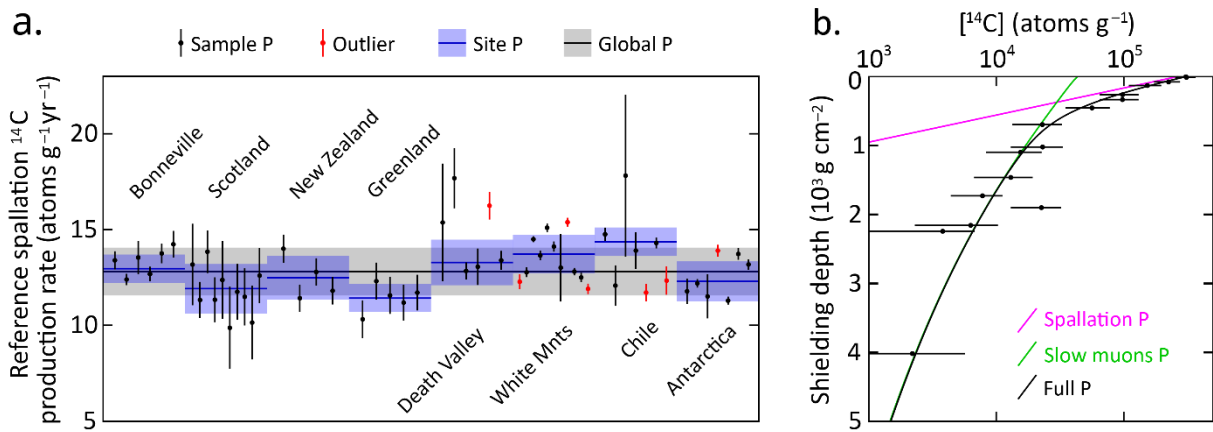 a.
Sample P
Outlier
Site P
Global P
Reference spallation ¹⁴C
production rate (atoms g⁻¹yr⁻¹)
20
15
10
5
Bonneville
Scotland
New Zealand
Greenland
Death Valley
White Mnts
Chile
Antarctica
b.
[¹⁴C] (atoms g⁻¹)
10³
10⁴
10⁵
Shielding depth (10³ g cm⁻²)
0
1
2
3
4
5
Spallation P
Slow muons P
Full P